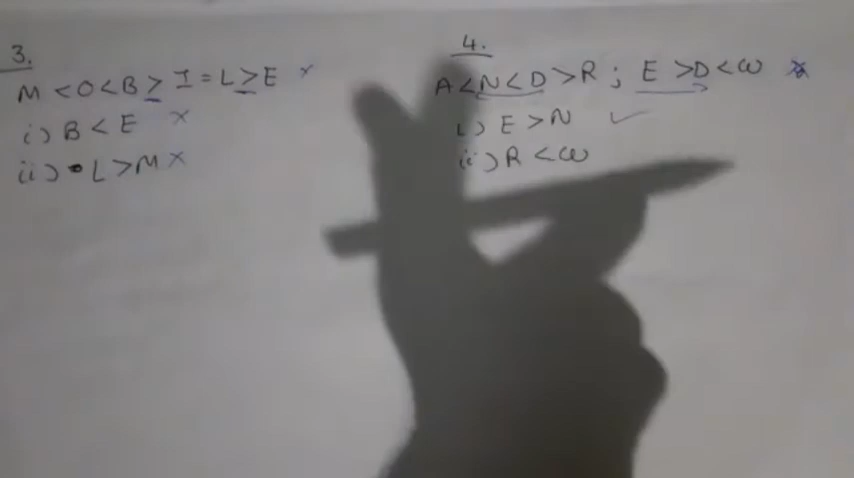 3.
M < O < B ≥ I = L ≥ E ×
i) B < E ×
ii) L > M ×
4.
A < N < D > R ; E > D < W
i) E > N ✓
ii) R < W